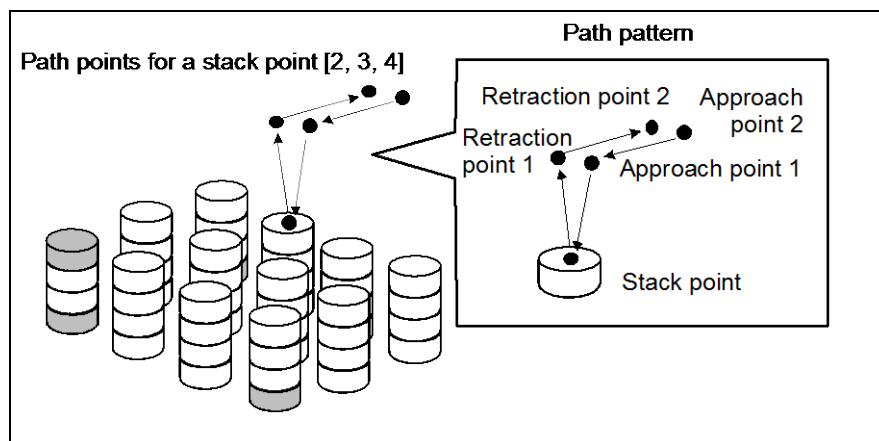 Path pattern
Path points for a stack point [2, 3, 4]
Retraction point 2
Approach
point 2
Retraction
point 1
Approach point 1
Stack point